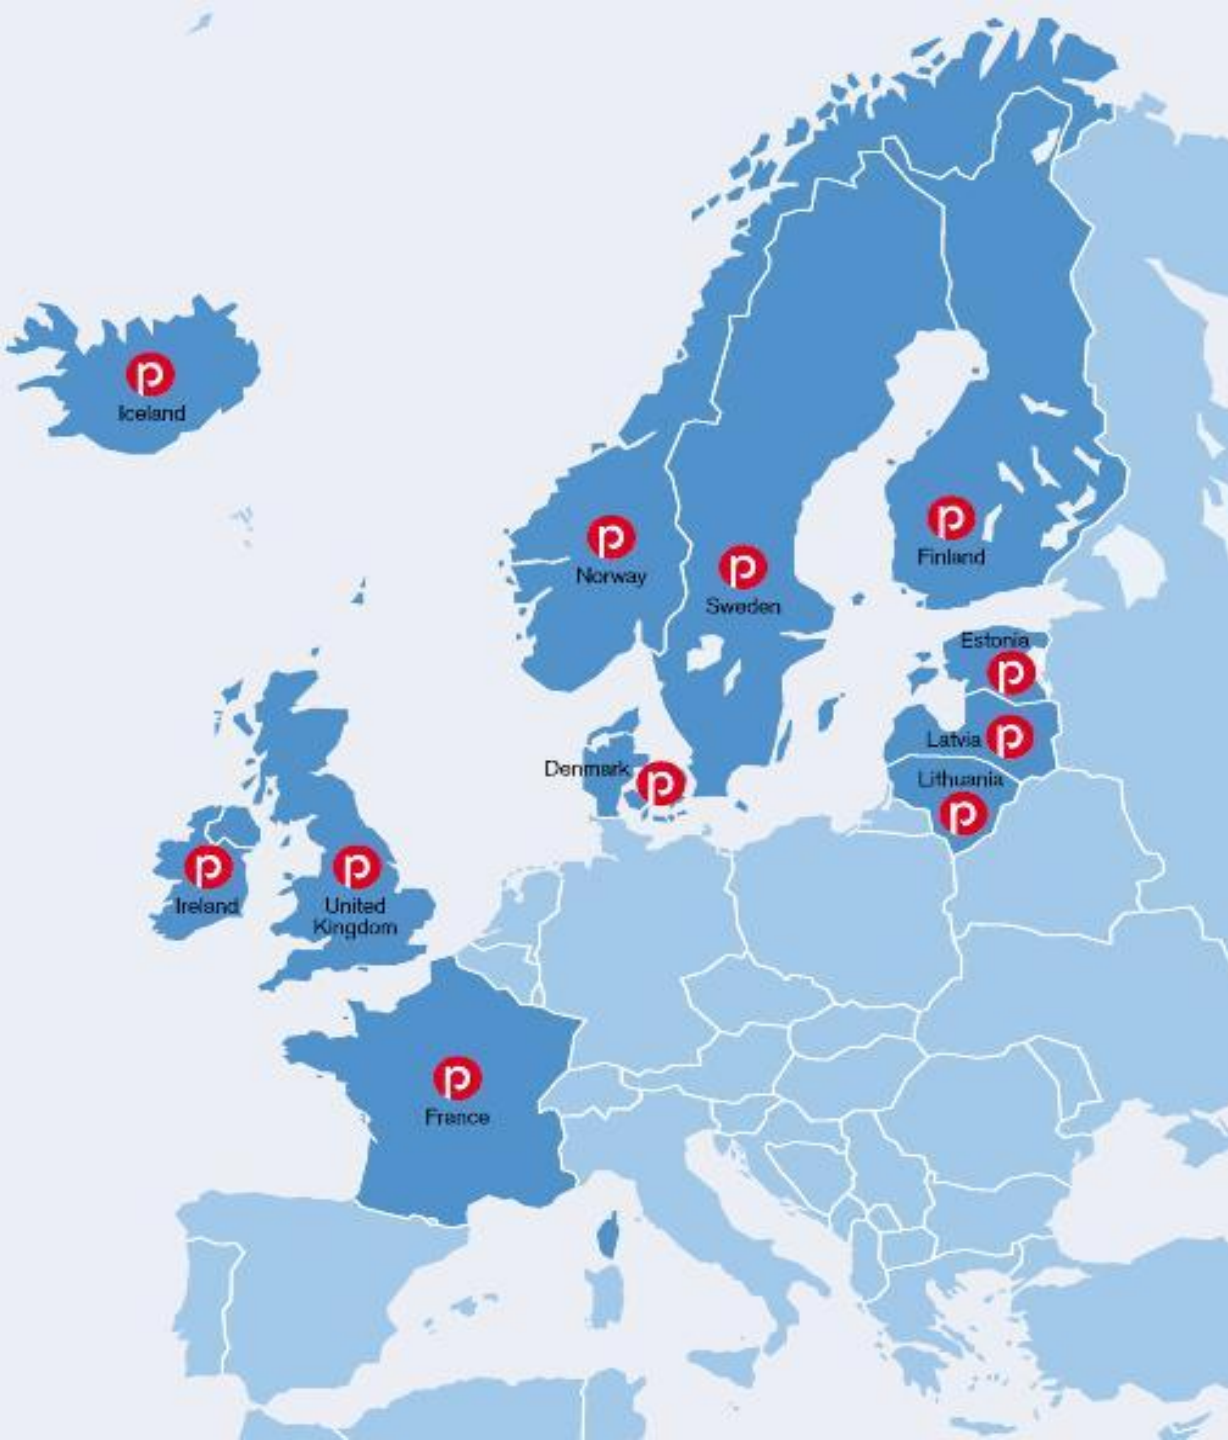 p
Iceland
p
Norway
p
Sweden
p
Finland
Estonia
p
Latvia p
Denmark p
Lithuania
p
p
Ireland
p
United
Kingdom
p
France